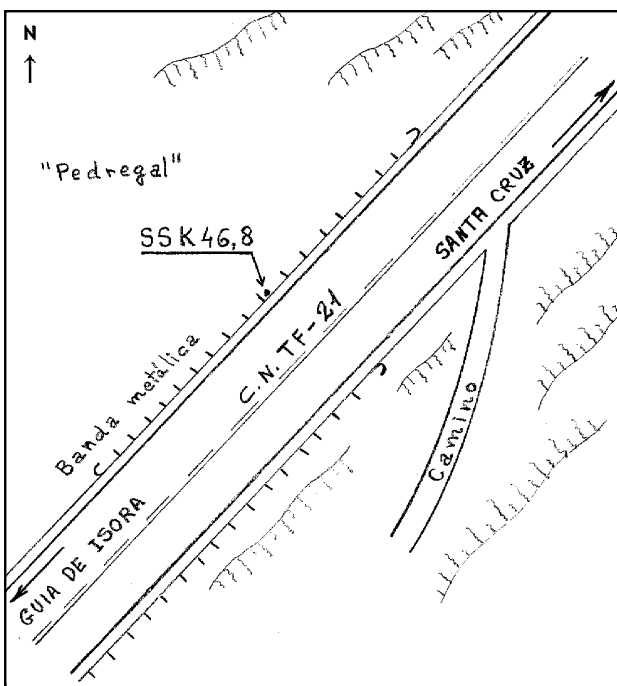 N
"Pedregal"
SANTA CRUZ
SSK46,8
C.N. TF-21
Banda metálica
Camino
GUIA DE ISORA